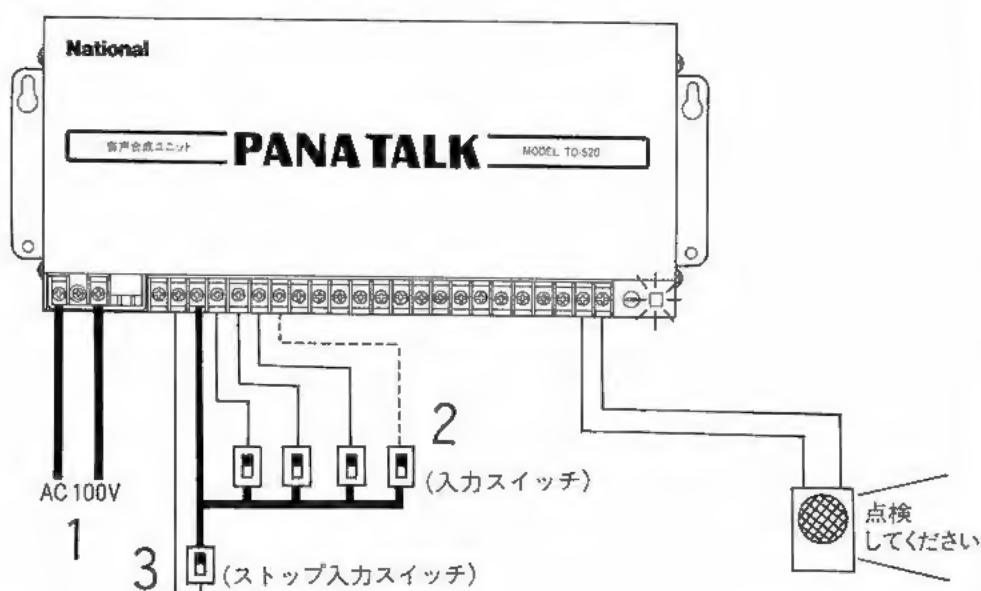 National
音声合成ユニット
PANATALK
MODEL TD-520
AC 100V
1
2
(入力スイッチ)
3
(ストップ入力スイッチ)
点検
してください